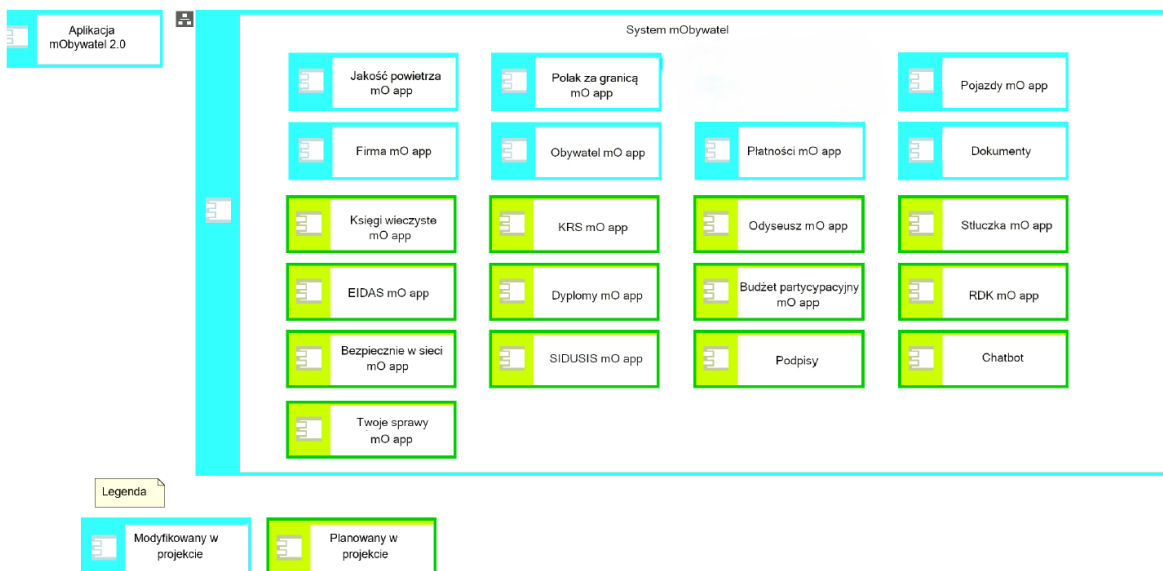 Aplikacja
mObywatel 2.0
System mObywatel
Jakość powietrza
mO app
Polak za granicą
mO app
Pojazdy mO app
Firma mO app
Obywatel mO app
Płatności mO app
Dokumenty
Księgi wieczyste
mO app
KRS mO app
Odyseusz mO app
Stłuczka mO app
EIDAS mO app
Dyplomy mO app
Budżet partycypacyjny
mO app
RDK mO app
Bezpiecznie w sieci
mO app
SIDUSIS mO app
Podpisy
Chatbot
Twoje sprawy
mO app
Legenda
Modyfikowany w
projekcie
Planowany w
projekcie